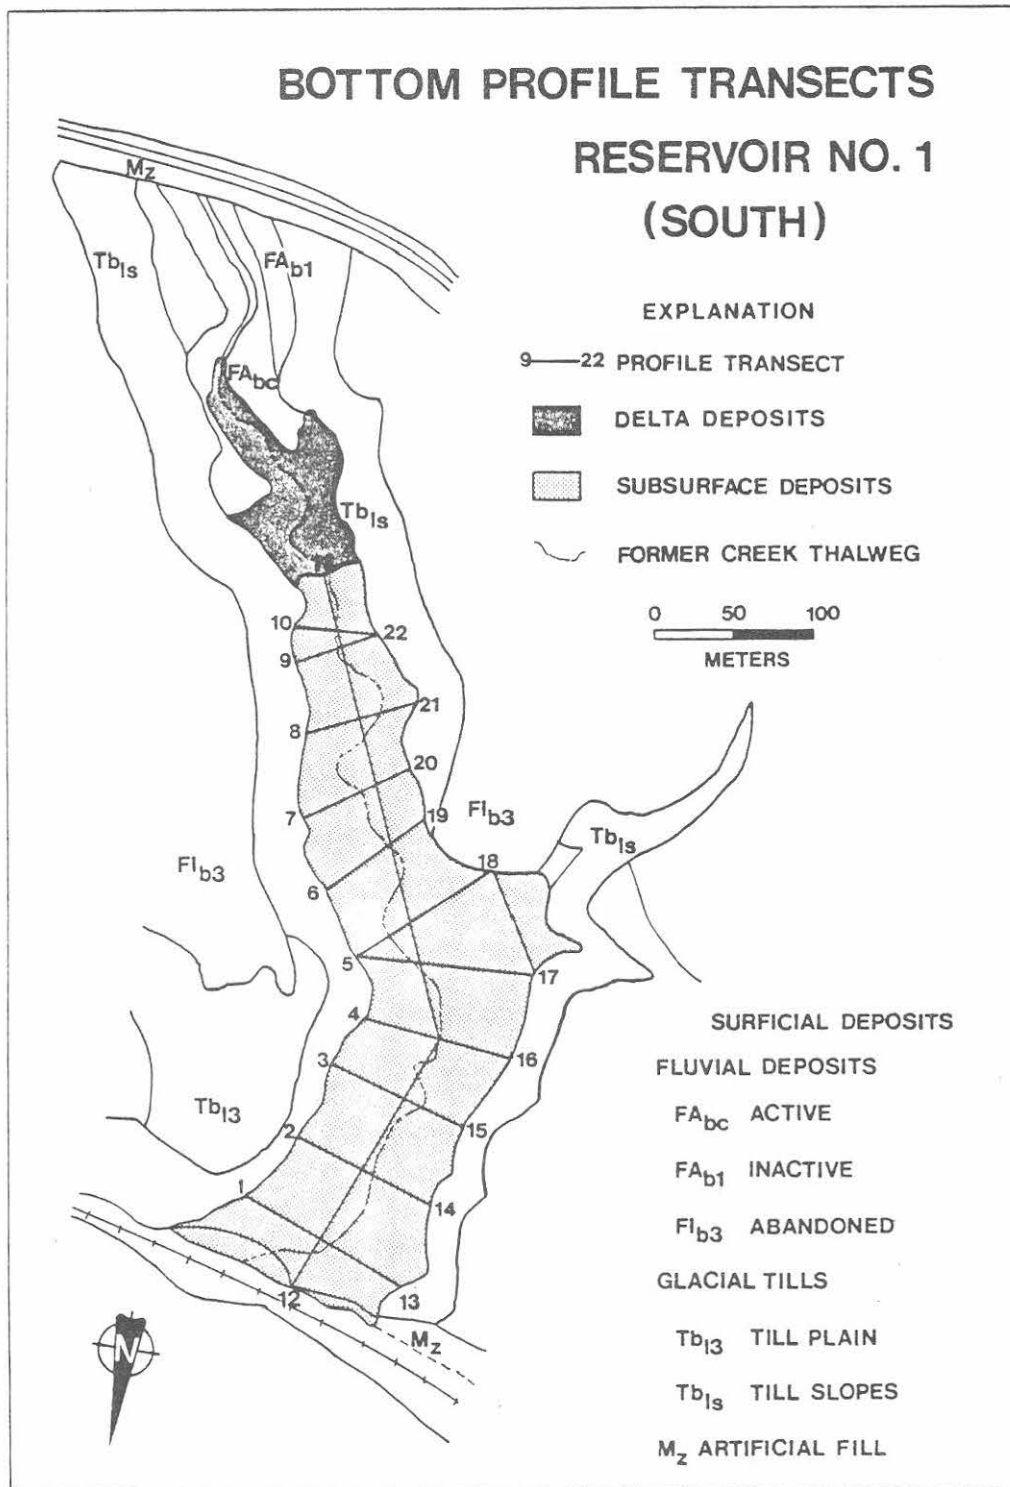 BOTTOM PROFILE TRANSECTS
RESERVOIR NO. 1
(SOUTH)
Mz
Tbls
FAb1
EXPLANATION
9 22 PROFILE TRANSECT
FAbc
DELTA DEPOSITS
SUBSURFACE DEPOSITS
Tbls
FORMER CREEK THALWEG
0 50 100
METERS
10
22
9
21
8
20
7
19
FIb3
18
Tbls
FIb3
6
5
17
4
16
3
Tbl3
15
2
14
1
12
13
Mz
N
SURFICIAL DEPOSITS
FLUVIAL DEPOSITS
FAbc ACTIVE
FAb1 INACTIVE
FIb3 ABANDONED
GLACIAL TILLS
Tbl3 TILL PLAIN
Tbls TILL SLOPES
Mz ARTIFICIAL FILL